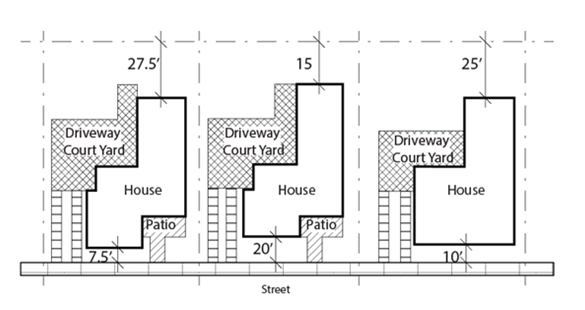 27.5’
15
25’
Driveway
Court Yard
Driveway
Court Yard
Driveway
Court Yard
House
House
House
Patio
Patio
7.5’
20’
10’
Street